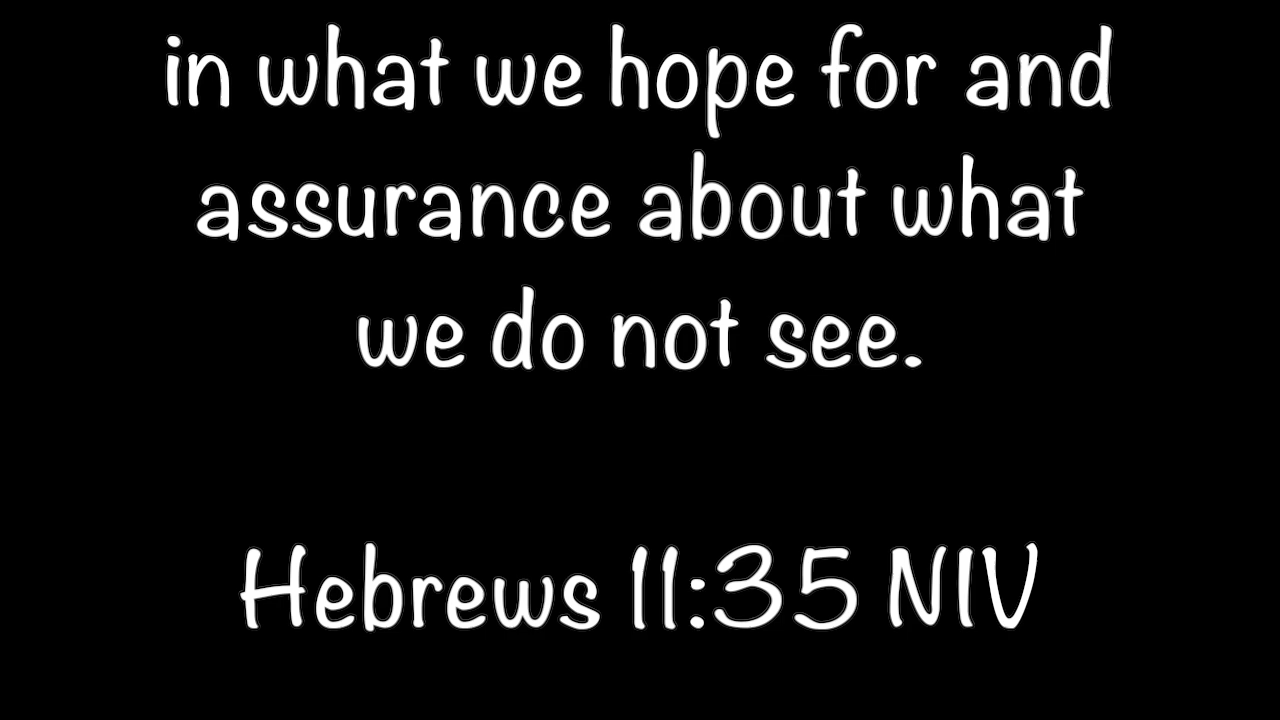 in what we hope for and
assurance about what
we do not see.
Hebrews 11:35 NIV